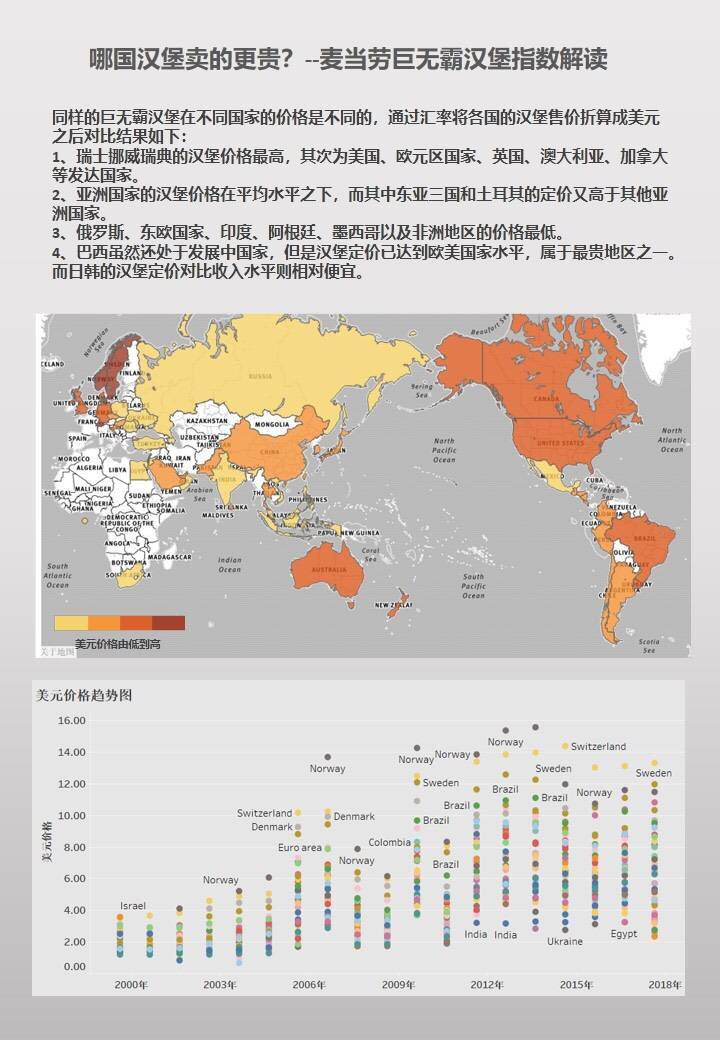 哪国汉堡卖的更贵？--麦当劳巨无霸汉堡指数解读
同样的巨无霸汉堡在不同国家的价格是不同的，通过汇率将各国的汉堡售价折算成美元
之后对比结果如下：
1、瑞士挪威瑞典的汉堡价格最高，其次为美国、欧元区国家、英国、澳大利亚、加拿大
等发达国家。
2、亚洲国家的汉堡价格在平均水平之下，而其中东亚三国和土耳其的定价又高于其他亚
洲国家。
3、俄罗斯、东欧国家、印度、阿根廷、墨西哥以及非洲地区的价格最低。
4、巴西虽然还处于发展中国家，但是汉堡定价已达到欧美国家水平，属于最贵地区之一。
而日韩的汉堡定价对比收入水平则相对便宜。
Norwegian Sea
Beaufort Sea
CELAND
FINLAN
RUSSIA
CANADA
UNITED KINGDOM
FRANC
SPAIN
ITALY
KAZAKHSTAN
MONGOLIA
UZBEKISTAN
CHINA
UNITED STATES
North
Pacific
Ocean
North
Atlantic
Ocean
MOROCCO
ALGERIA
LIBYA
IRAQ
IRAN
INDIA
CUBA
Caribbean
Sea
SENEGAL
MALI
NIGER
SUDAN
YEMEN
Arabian
Sea
PHILIPPINES
NIGERIA
GHANA
ETHIOPIA
SOMALIA
SRI LANKA
MALDIVES
DEMOCRATIC
REPUBLIC OF THE
CONGO
PAPUA NEW GUINEA
BRAZIL
ANGOLA
MADAGASCAR
BOTSWANA
BOLIVIA
South
Atlantic
Ocean
Indian
Ocean
Coral
Sea
AUSTRALIA
South
Pacific
Ocean
NEW ZEALAF
Scotia
Sea
美元价格由低到高
关于地图
美元价格趋势图
美元价格
16.00
14.00
12.00
10.00
8.00
6.00
4.00
2.00
0.00
Israel
Norway
Switzerland
Denmark
Euro area
Norway
Denmark
Norway
Colombia
Norway
Sweden
Brazil
Brazil
Norway
Brazil
India
Norway
Brazil
India
Sweden
Brazil
Switzerland
Ukraine
Norway
Egypt
Sweden
2000年
2003年
2006年
2009年
2012年
2015年
2018年